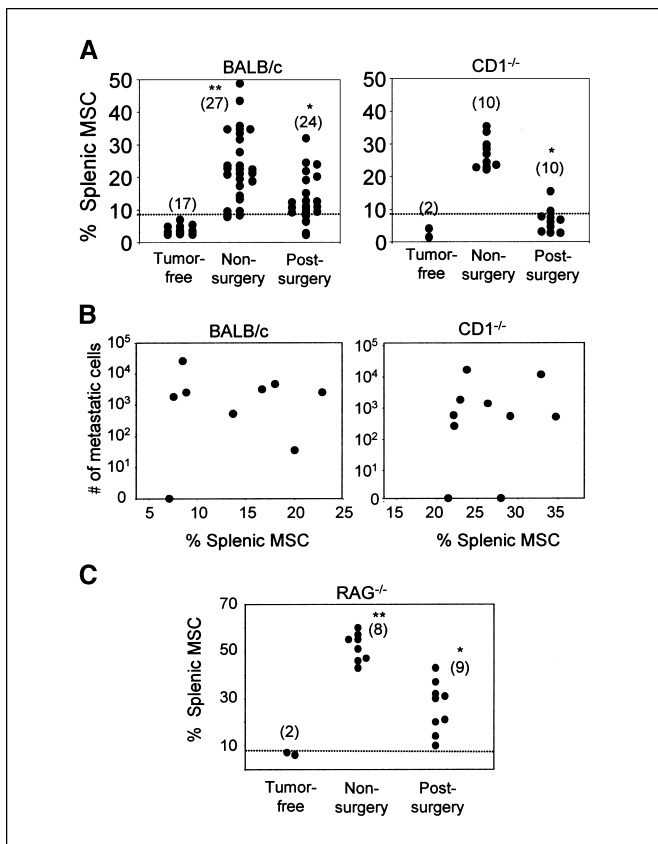 A
BALB/c
CD1-/-
% Splenic MSC
50
40
30
20
10
0
**
(27)
*
(24)
(17)
Tumor-
free
Non-
surgery
Post-
surgery
50
40
30
20
10
0
(10)
*
(10)
(2)
Tumor-
free
Non-
surgery
Post-
surgery
B
BALB/c
CD1-/-
# of metastatic cells
10^5
10^4
10^3
10^2
10^1
0
5 10 15 20 25
% Splenic MSC
10^5
10^4
10^3
10^2
10^1
0
15 20 25 30 35
% Splenic MSC
C
RAG-/-
% Splenic MSC
70
50
30
10
**
(8)
*
(9)
(2)
Tumor-
free
Non-
surgery
Post-
surgery